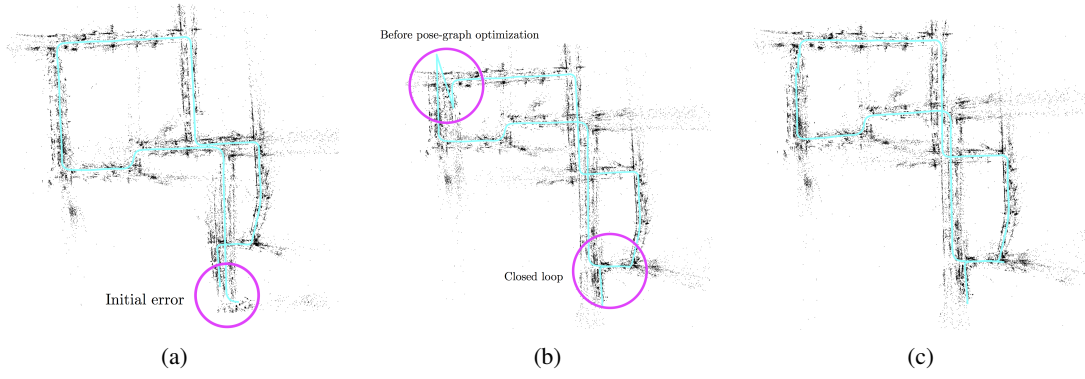 Before pose-graph optimization
Initial error
Closed loop
(a)
(b)
(c)